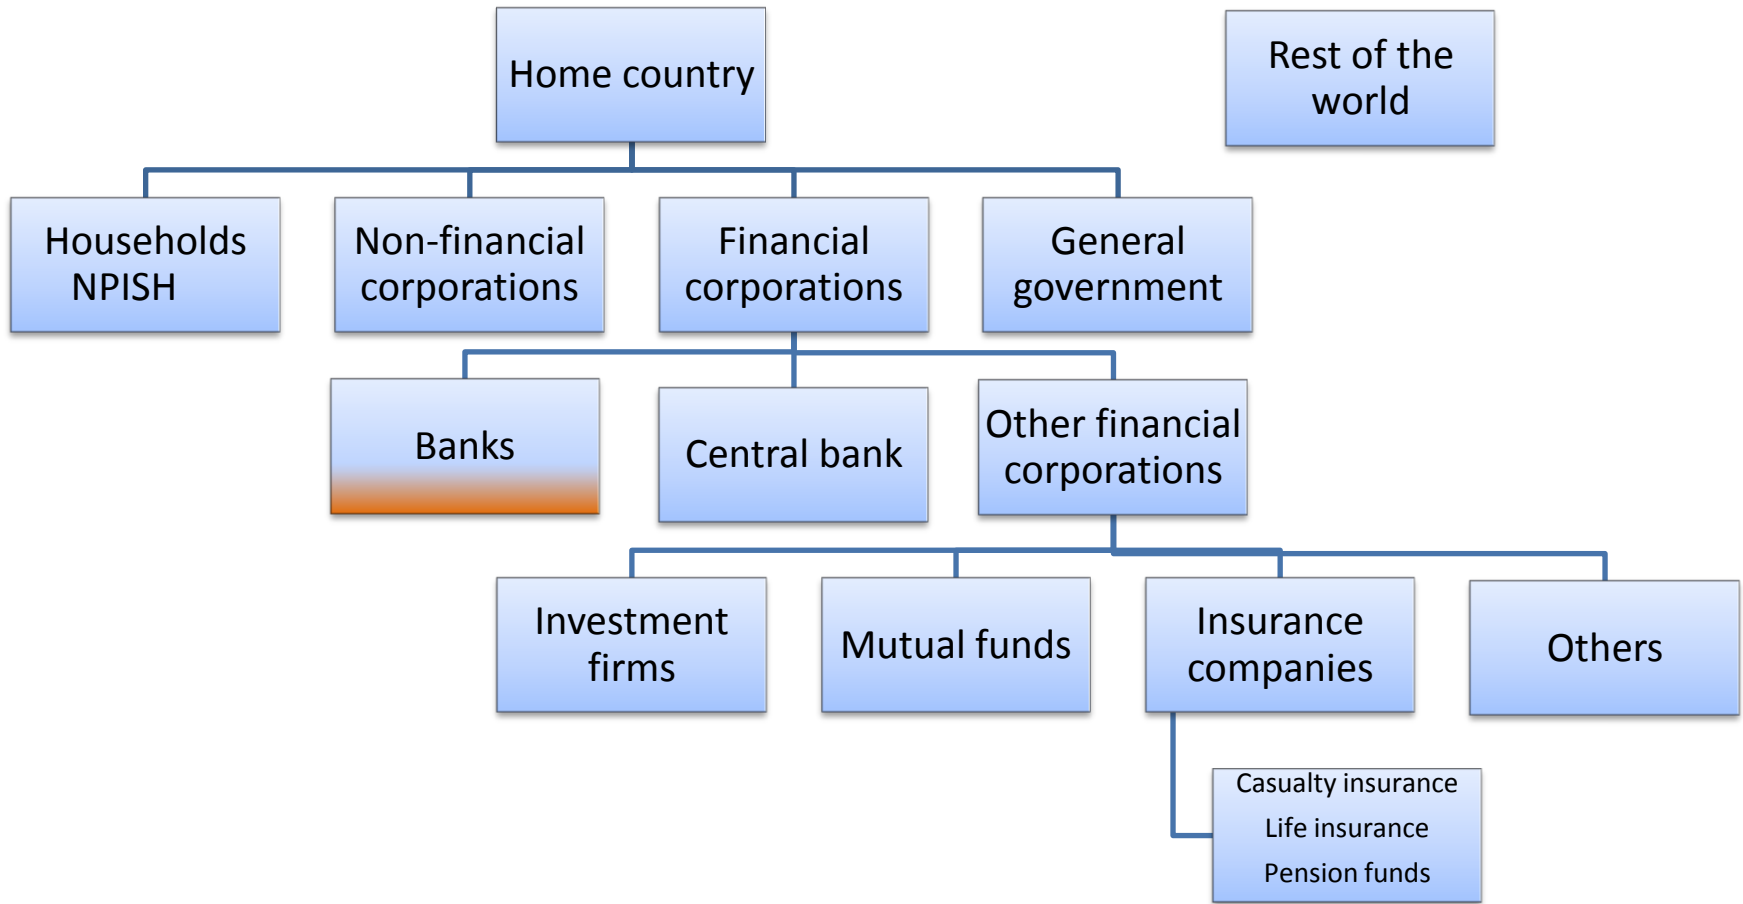 Home country
Rest of the
world
Households
NPISH
Non-financial
corporations
Financial
corporations
General
government
Banks
Central bank
Other financial
corporations
Investment
firms
Mutual funds
Insurance
companies
Others
Casualty insurance
Life insurance
Pension funds